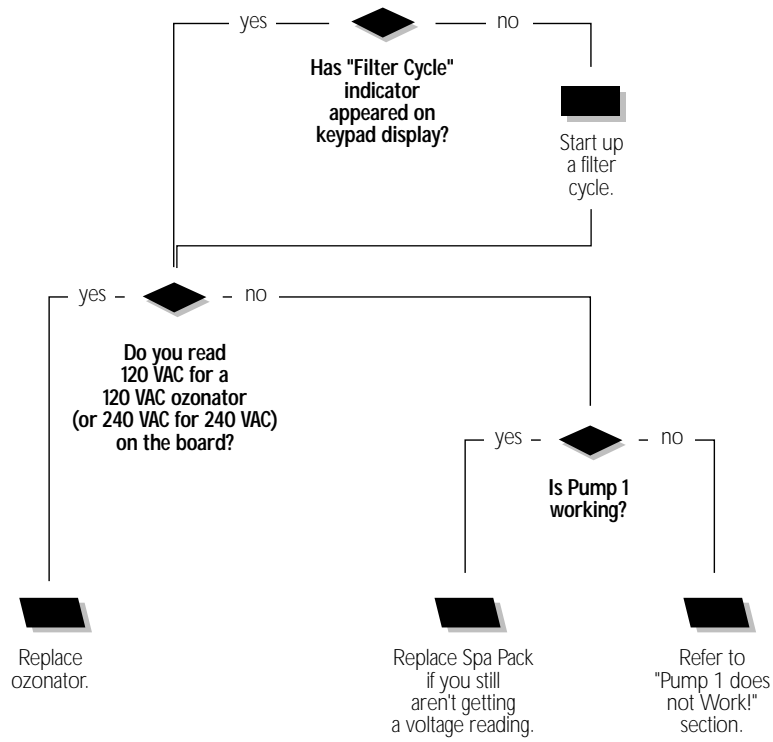 yes
no
Has "Filter Cycle"
indicator
appeared on
keypad display?
Start up
a filter
cycle.
yes
no
Do you read
120 VAC for a
120 VAC ozonator
(or 240 VAC for 240 VAC)
on the board?
yes
no
Is Pump 1
working?
Replace
ozonator.
Replace Spa Pack
if you still
aren't getting
a voltage reading.
Refer to
"Pump 1 does
not Work!"
section.